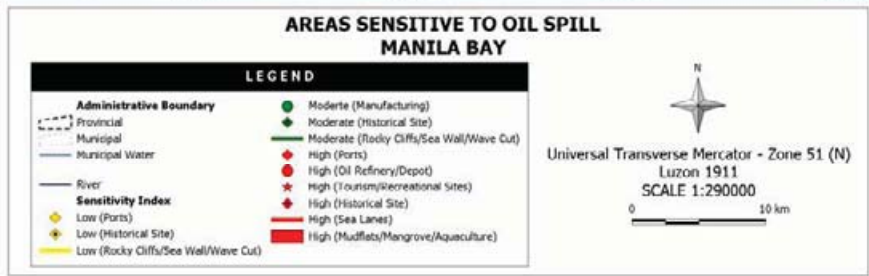 AREAS SENSITIVE TO OIL SPILL
MANILA BAY
LEGEND
Administrative Boundary
Provincial
Municipal
Municipal Water
River
Sensitivity Index
Low (Ports)
Low (Historical Site)
Low (Rocky Cliffs/Sea Wall/Wave Cut)
Moderte (Manufacturing)
Moderate (Historical Site)
Moderate (Rocky Cliffs/Sea Wall/Wave Cut)
High (Ports)
High (Oil Refinery/Depot)
High (Tourism/Recreational Sites)
High (Historical Site)
High (Sea Lanes)
High (Mudflats/Mangrove/Aquaculture)
N
Universal Transverse Mercator - Zone 51 (N)
Luzon 1911
SCALE 1:290000
0 10 km